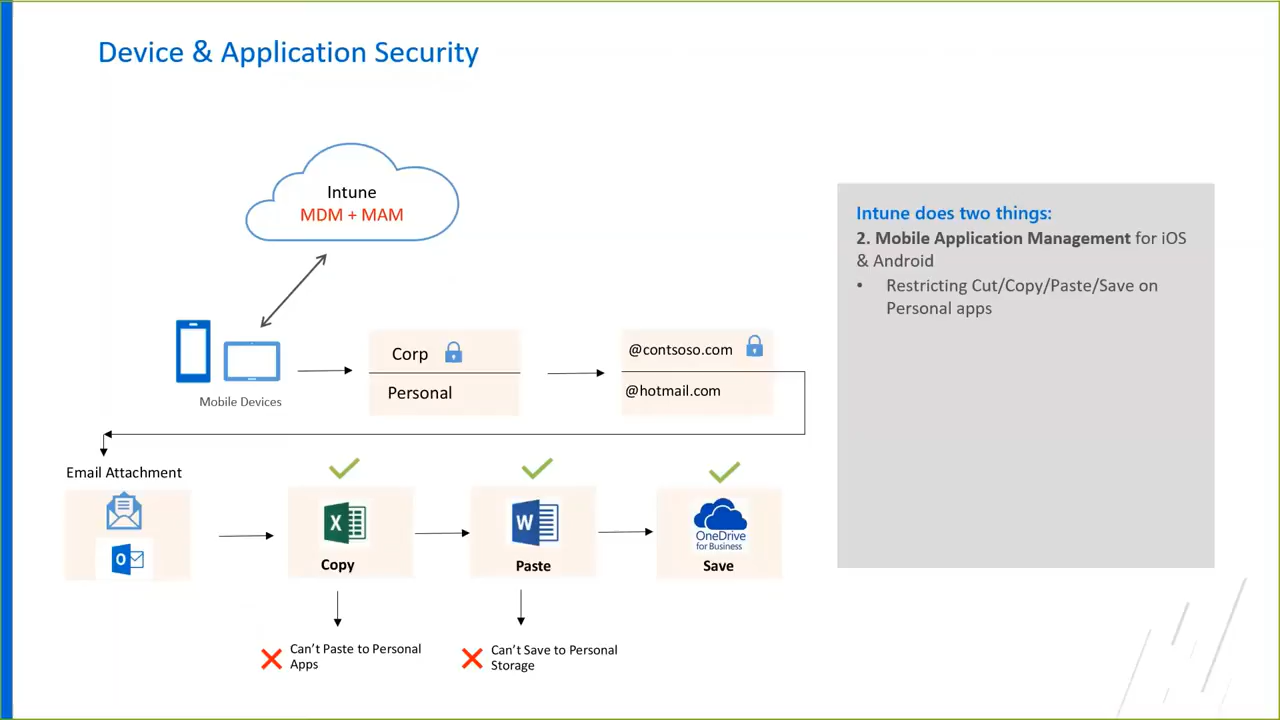 Device & Application Security
Intune
MDM + MAM
Mobile Devices
Corp
Personal
@contsoso.com
@hotmail.com
Intune does two things:
2. Mobile Application Management for iOS
& Android
• Restricting Cut/Copy/Paste/Save on
Personal apps
Email Attachment
O
X
Copy
W
Paste
OneDrive
for Business
Save
Can't Paste to Personal
Apps
Can't Save to Personal
Storage